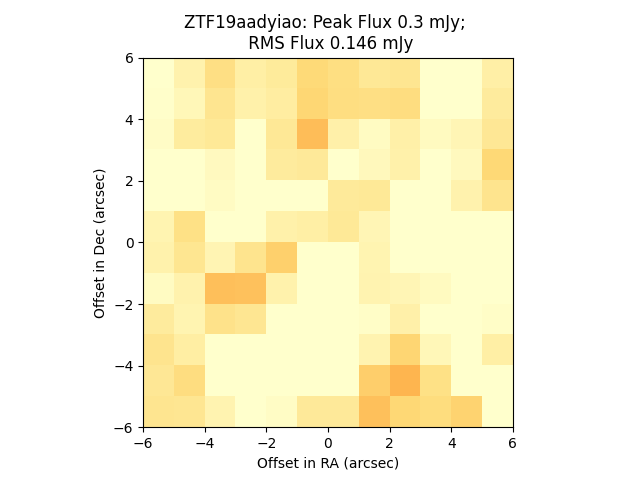 ZTF19aadyiao: Peak Flux 0.3 mJy;
RMS Flux 0.146 mJy
6
4
2
0
−2
−4
−6
Offset in Dec (arcsec)
−6 −4 −2 0 2 4 6
Offset in RA (arcsec)